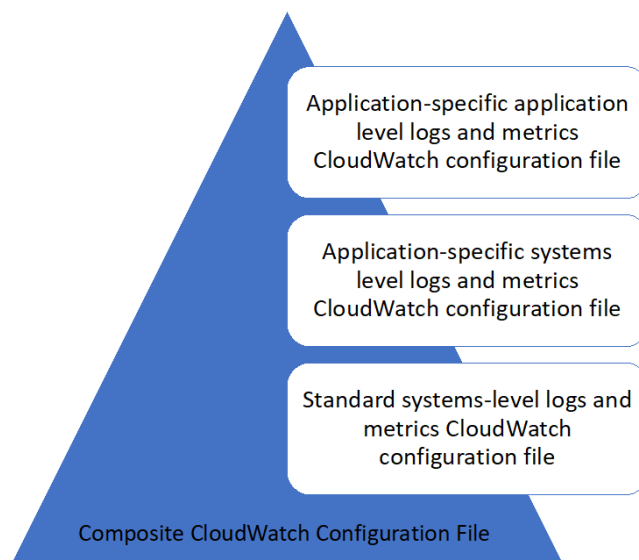 Application-specific application
level logs and metrics
CloudWatch configuration file
Application-specific systems
level logs and metrics
CloudWatch configuration file
Standard systems-level logs and
metrics CloudWatch
configuration file
Composite CloudWatch Configuration File